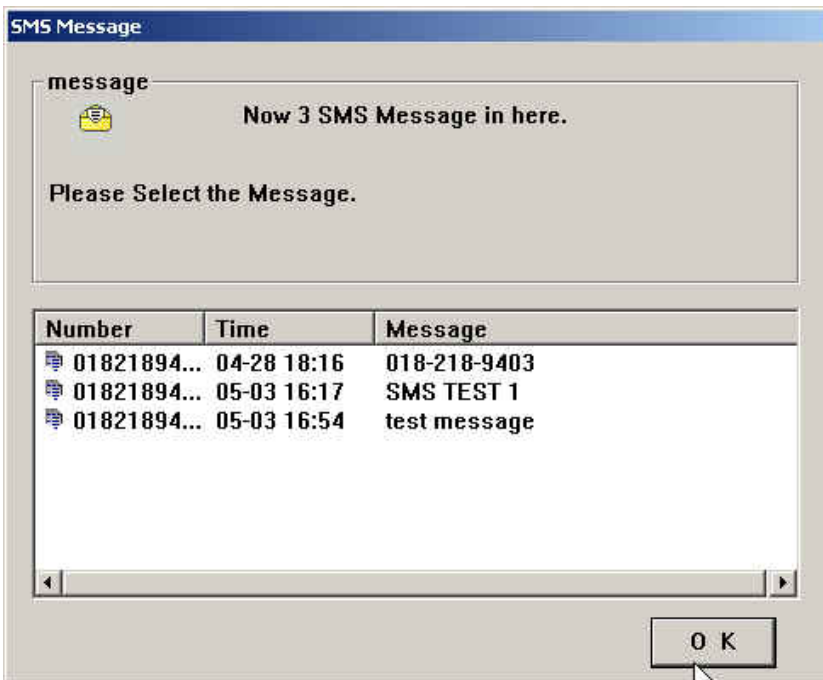 SMS Message
message
Now 3 SMS Message in here.
Please Select the Message.
Number Time Message
01821894... 04-28 18:16 018-218-9403
01821894... 05-03 16:17 SMS TEST 1
01821894... 05-03 16:54 test message
O K